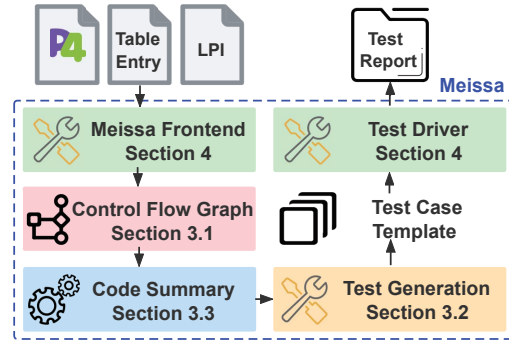 P4
Table
Entry
LPI
Test
Report
Meissa
Meissa Frontend
Section 4
Test Driver
Section 4
Control Flow Graph
Section 3.1
Test Case
Template
Code Summary
Section 3.3
Test Generation
Section 3.2